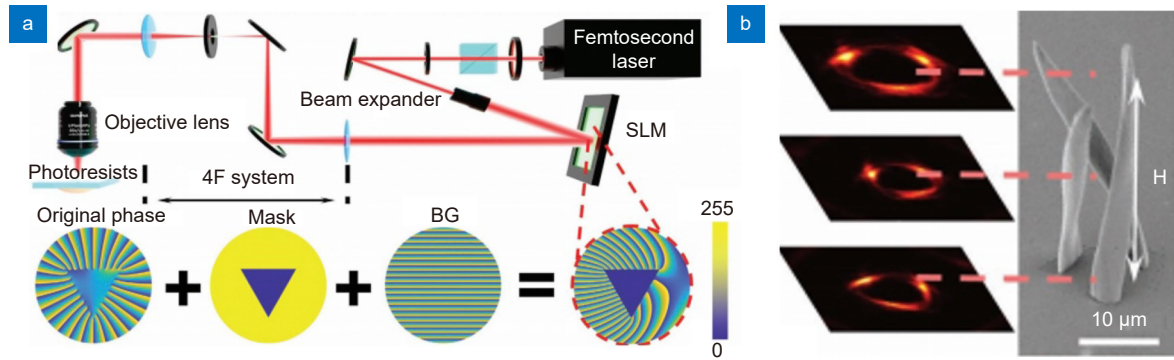 a
Femtosecond
laser
Beam expander
Objective lens
SLM
Photoresists
4F system
Original phase
Mask
BG
255
0
b
H
10 μm